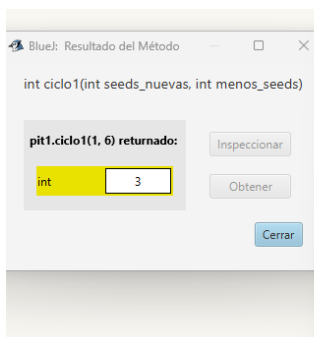 BlueJ: Resultado del Método
int ciclo1(int seeds_nuevas, int menos_seeds)
pit1.ciclo1(1, 6) returnado:
Inspeccionar
int 3
Obtener
Cerrar